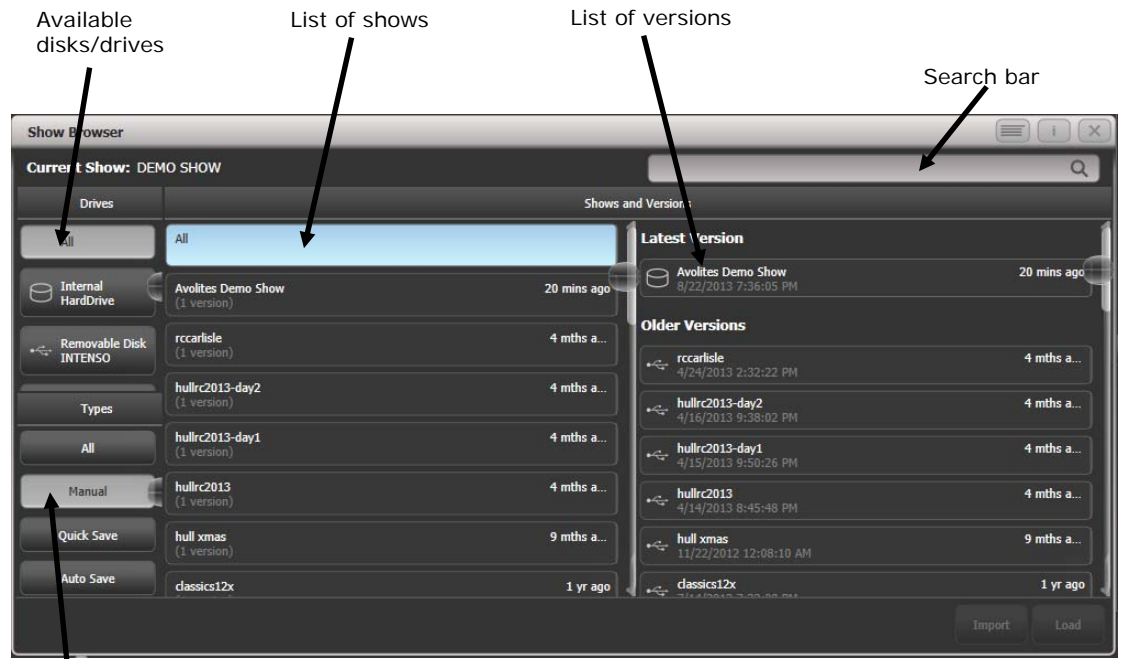 Available
disks/drives
List of shows
List of versions
Search bar
Show Browser
Current Show: DEMO SHOW
Drives
Shows and Versions
All
Internal
HardDrive
Removable Disk
INTENSO
Types
All
Manual
Quick Save
Auto Save
All
Avolites Demo Show
20 mins ago
(1 version)
rccarlisle
4 mths a...
(1 version)
hullrc2013-day2
4 mths a...
(1 version)
hullrc2013-day1
4 mths a...
(1 version)
hullrc2013
4 mths a...
(1 version)
hull xmas
9 mths a...
(1 version)
classics12x
1 yr ago
Latest Version
Avolites Demo Show
20 mins ago
8/22/2013 7:36:05 PM
Older Versions
rccarlisle
4 mths a...
4/24/2013 2:32:22 PM
hullrc2013-day2
4 mths a...
4/16/2013 9:38:02 PM
hullrc2013-day1
4 mths a...
4/15/2013 9:50:26 PM
hullrc2013
4 mths a...
4/14/2013 8:45:48 PM
hull xmas
9 mths a...
11/22/2012 12:08:10 AM
classics12x
1 yr ago
Import
Load